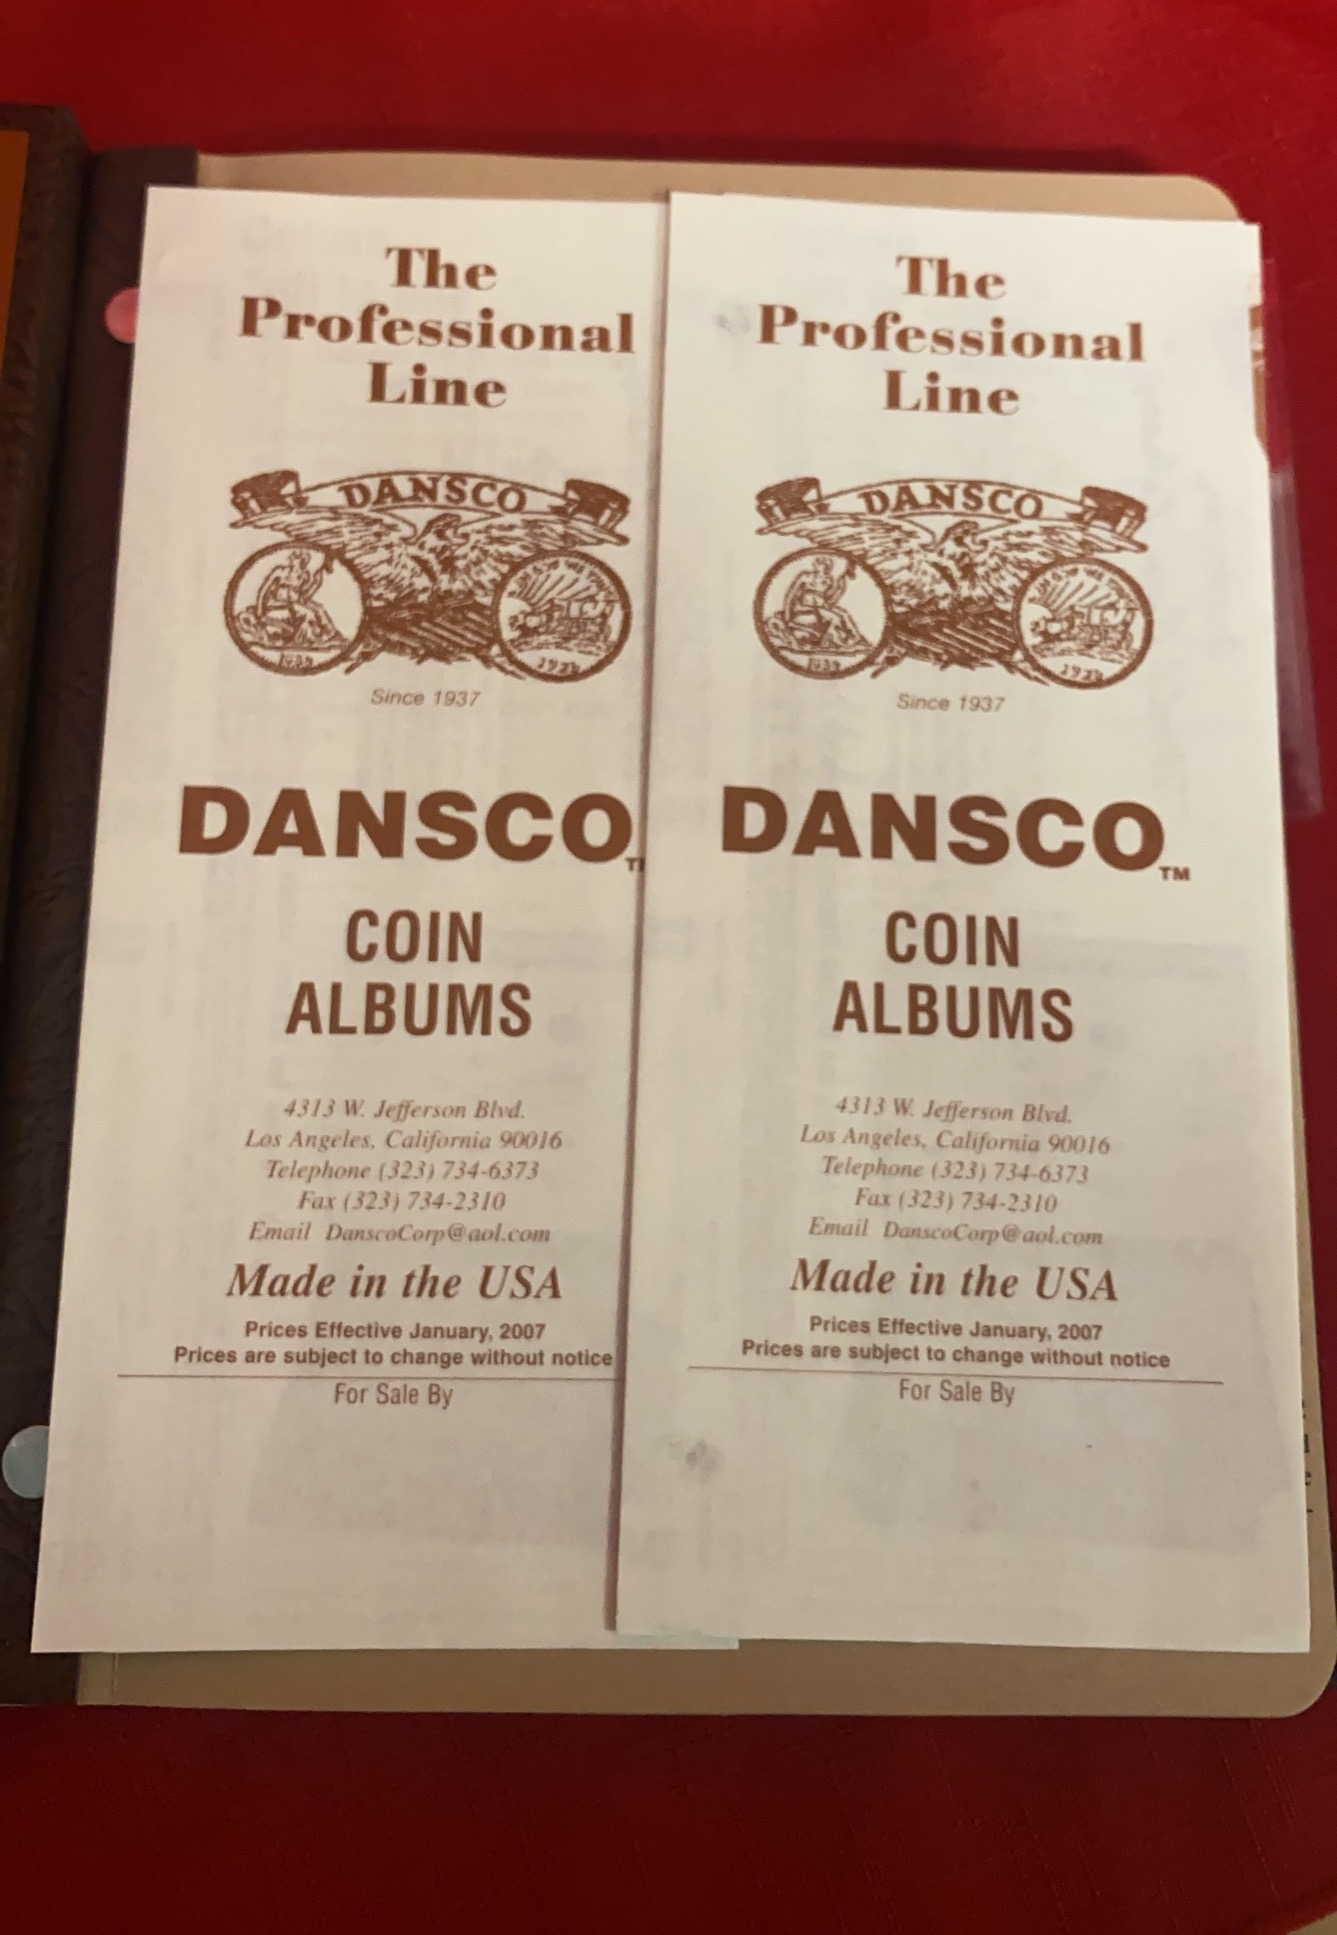 The
Professional
Line
DANSCO
Since 1937
DANSCO
COIN
ALBUMS
4313 W. Jefferson Blvd.
Los Angeles, California 90016
Telephone (323) 734-6373
Fax (323) 734-2310
Email DanscoCorp@aol.com
Made in the USA
Prices Effective January, 2007
Prices are subject to change without notice
For Sale By
The
Professional
Line
DANSCO
Since 1937
DANSCO TM
COIN
ALBUMS
4313 W. Jefferson Blvd.
Los Angeles, California 90016
Telephone (323) 734-6373
Fax (323) 734-2310
Email DanscoCorp@aol.com
Made in the USA
Prices Effective January, 2007
Prices are subject to change without notice
For Sale By